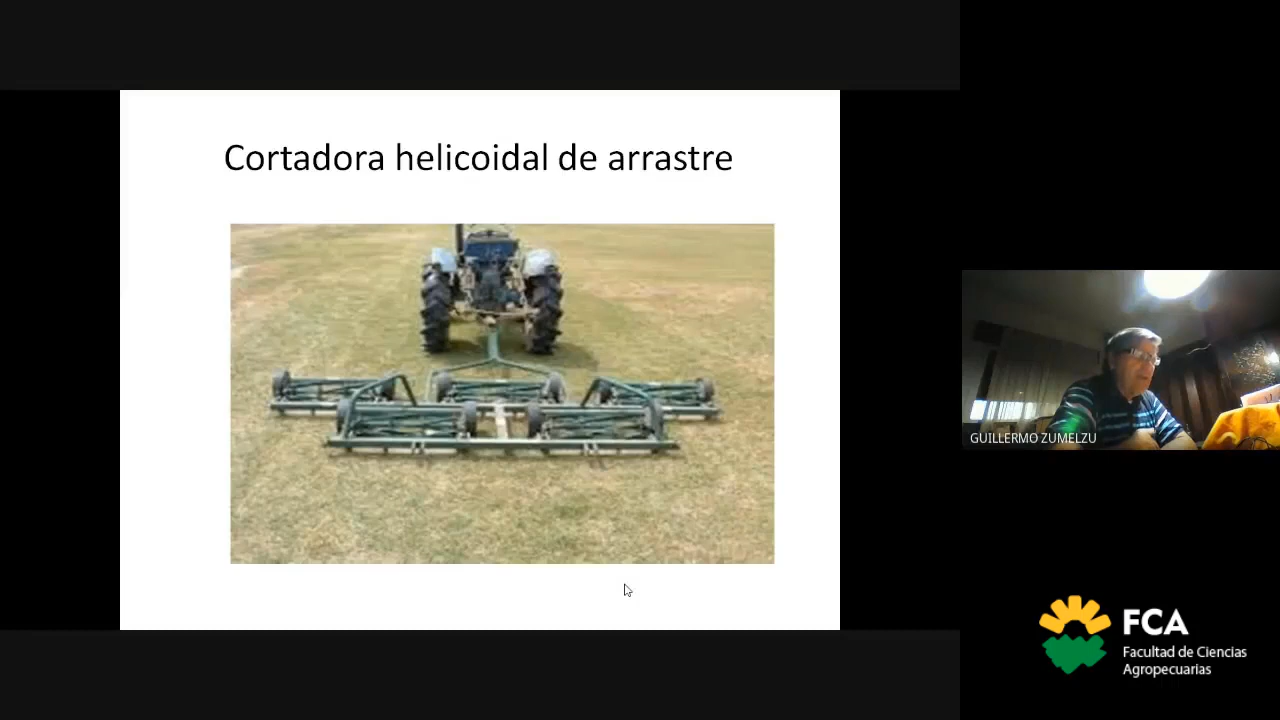 Cortadora helicoidal de arrastre
GUILLERMO ZUMELZU
FCA
Facultad de Ciencias
Agropecuarias